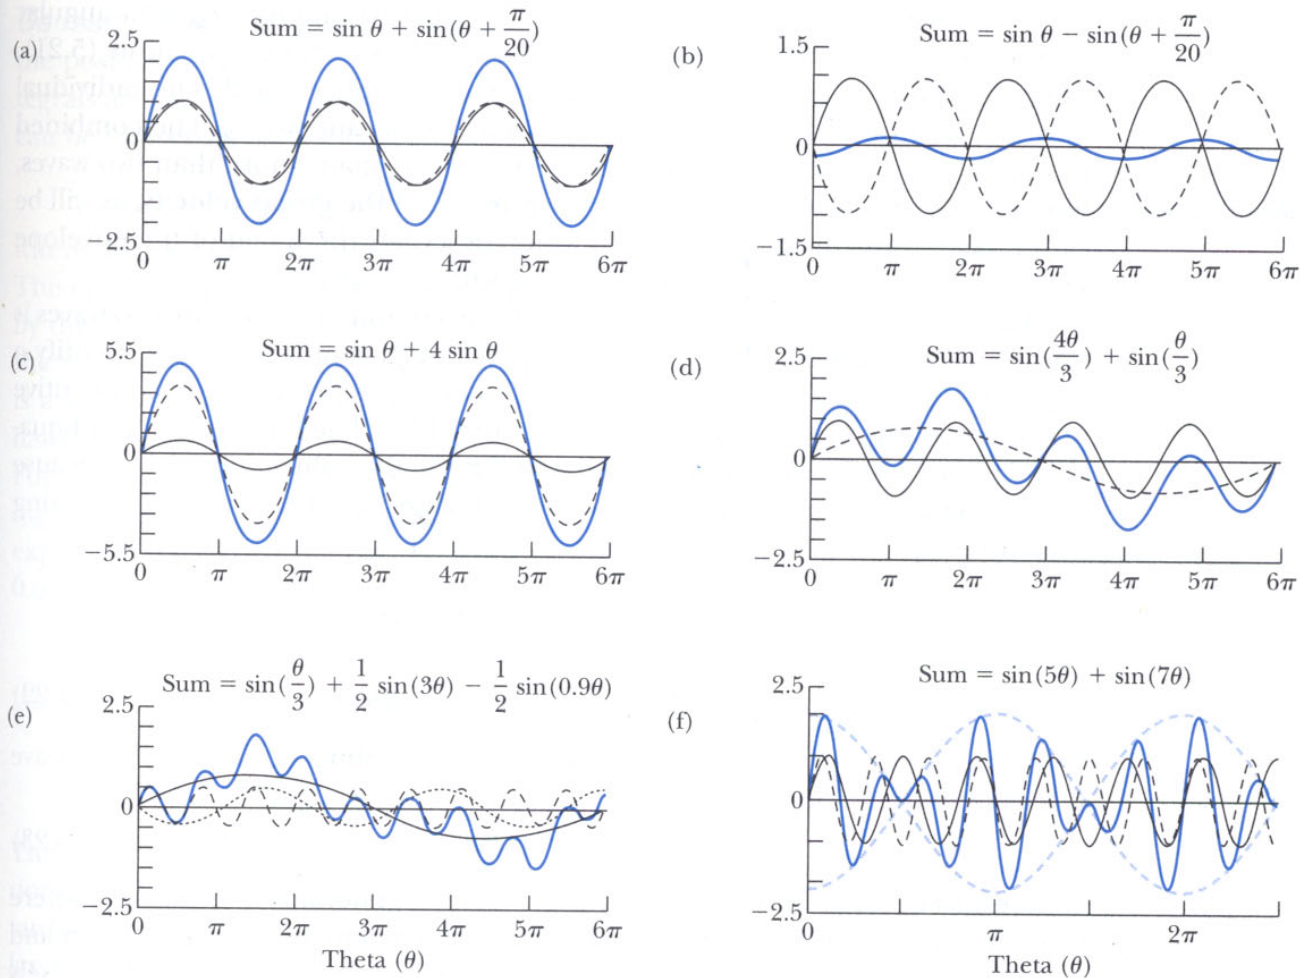 (a)
Sum = sin θ + sin(θ + π/20)
2.5
0
−2.5
0 π 2π 3π 4π 5π 6π
(b)
Sum = sin θ − sin(θ + π/20)
1.5
0
−1.5
0 π 2π 3π 4π 5π 6π
(c)
Sum = sin θ + 4 sin θ
5.5
0
−5.5
0 π 2π 3π 4π 5π 6π
(d)
Sum = sin(4θ/3) + sin(θ/3)
2.5
0
−2.5
0 π 2π 3π 4π 5π 6π
(e)
Sum = sin(θ/3) + 1/2 sin(3θ) − 1/2 sin(0.9θ)
2.5
0
−2.5
0 π 2π 3π 4π 5π 6π
Theta (θ)
(f)
Sum = sin(5θ) + sin(7θ)
2.5
0
−2.5
0 π 2π
Theta (θ)